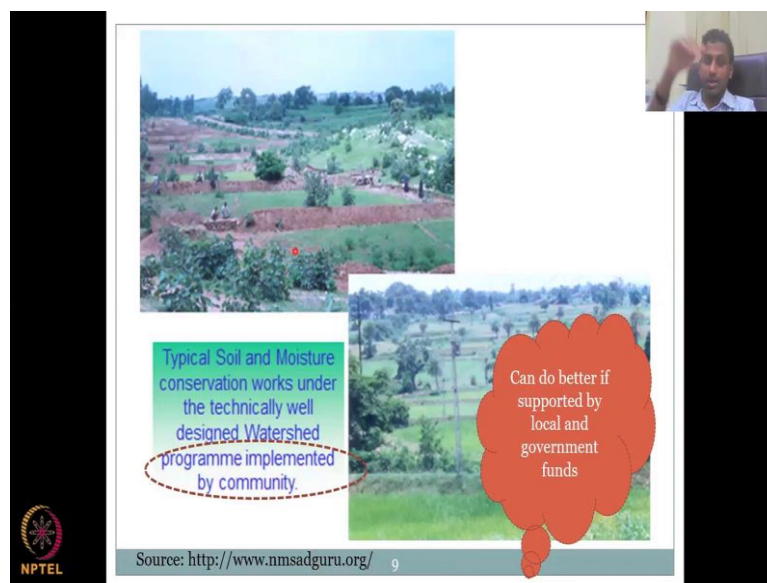 Typical Soil and Moisture
conservation works under
the technically well
designed Watershed
programme implemented
by community.
Can do better if
supported by
local and
government
funds
NPTEL
Source: http://www.nmsadguru.org/ 9